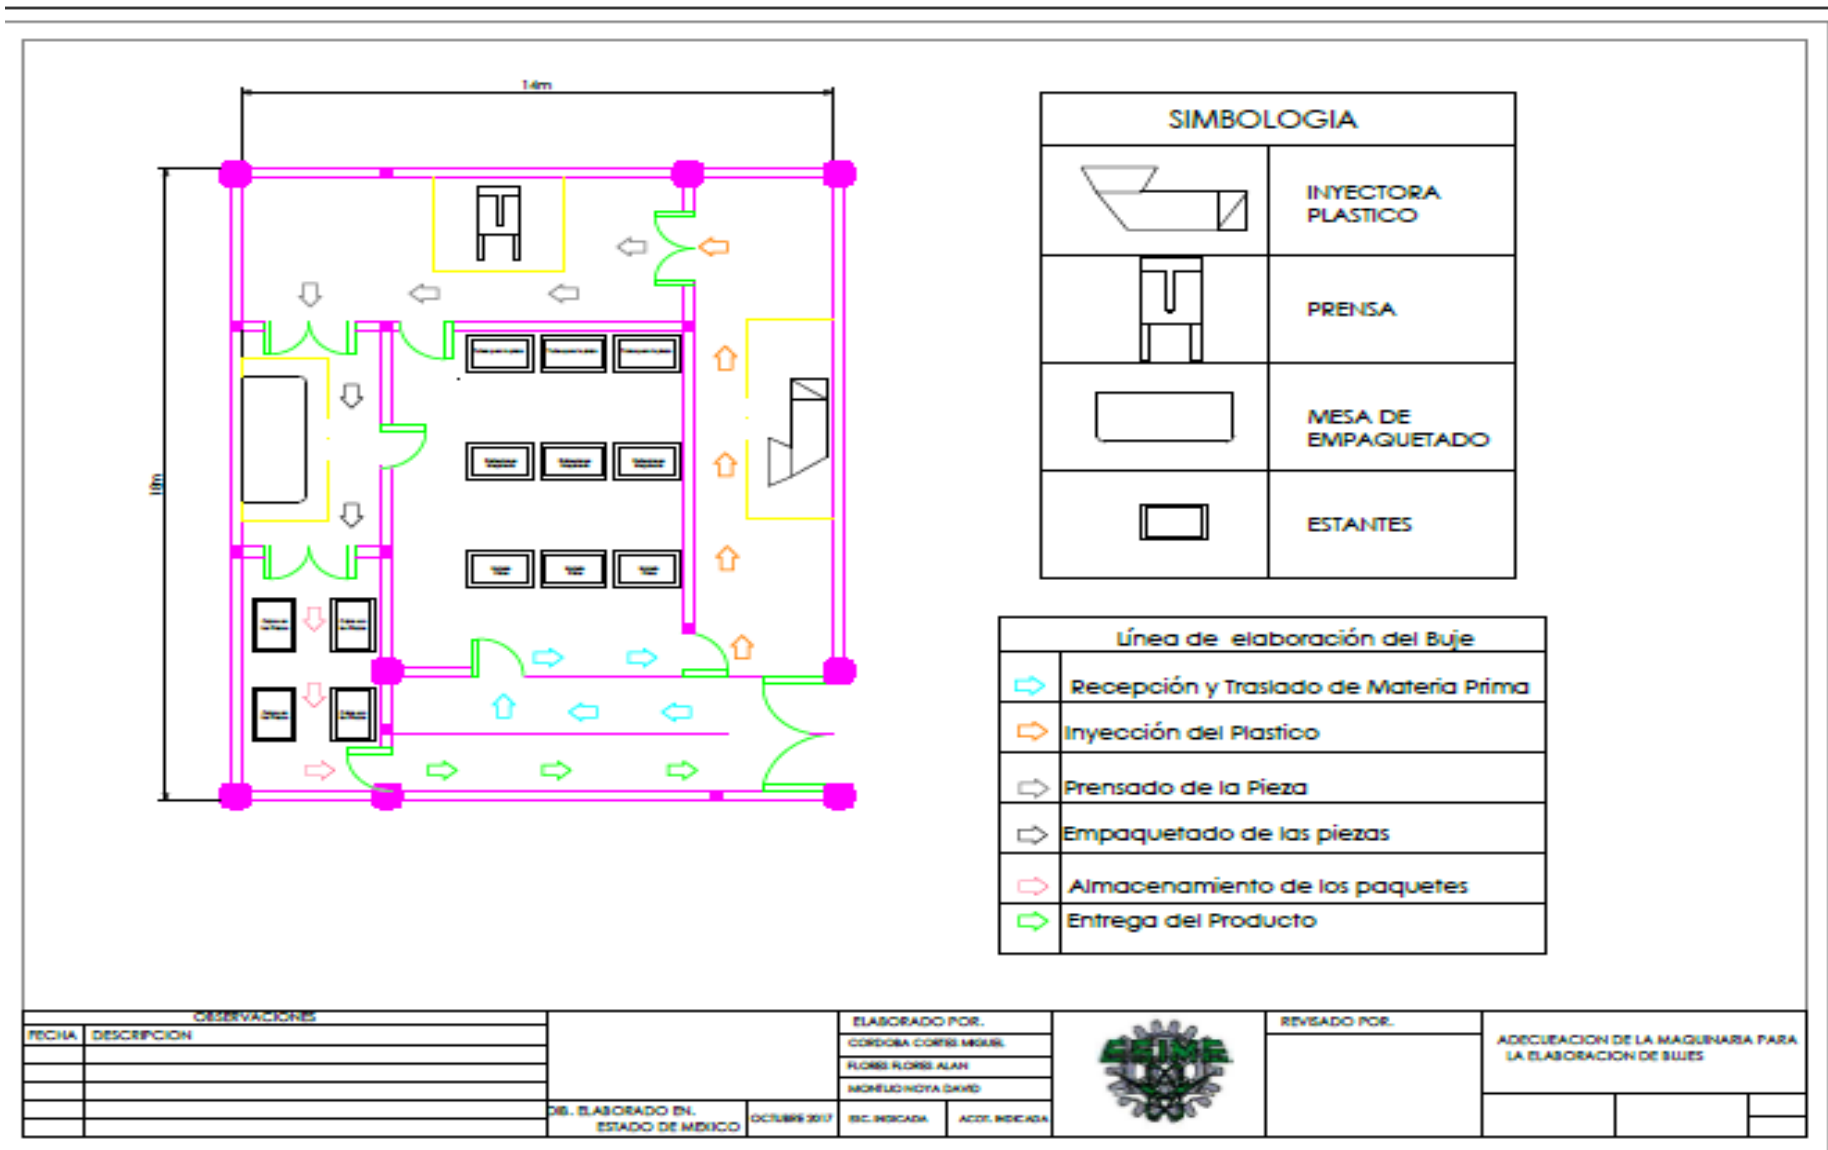 14m
18m
SIMBOLOGIA
INYECTORA
PLASTICO
PRENSA
MESA DE
EMPAQUETADO
ESTANTES
Línea de elaboración del Buje
Recepción y Traslado de Materia Prima
Inyección del Plastico
Prensado de la Pieza
Empaquetado de las piezas
Almacenamiento de los paquetes
Entrega del Producto
OBSERVACIONES
FECHA DESCRIPCION
DIB. ELABORADO EN.
ESTADO DE MEXICO
OCTUBRE 2017
ELABORADO POR.
CORDOBA CORTES MIGUEL
FLORES FLORES ALAN
DAVID
ESC. INDICADA
ACOT. INDICADA
ESIME
REVISADO POR.
ADECUEACION DE LA MAQUINARIA PARA
LA ELABORACION DE BUJES